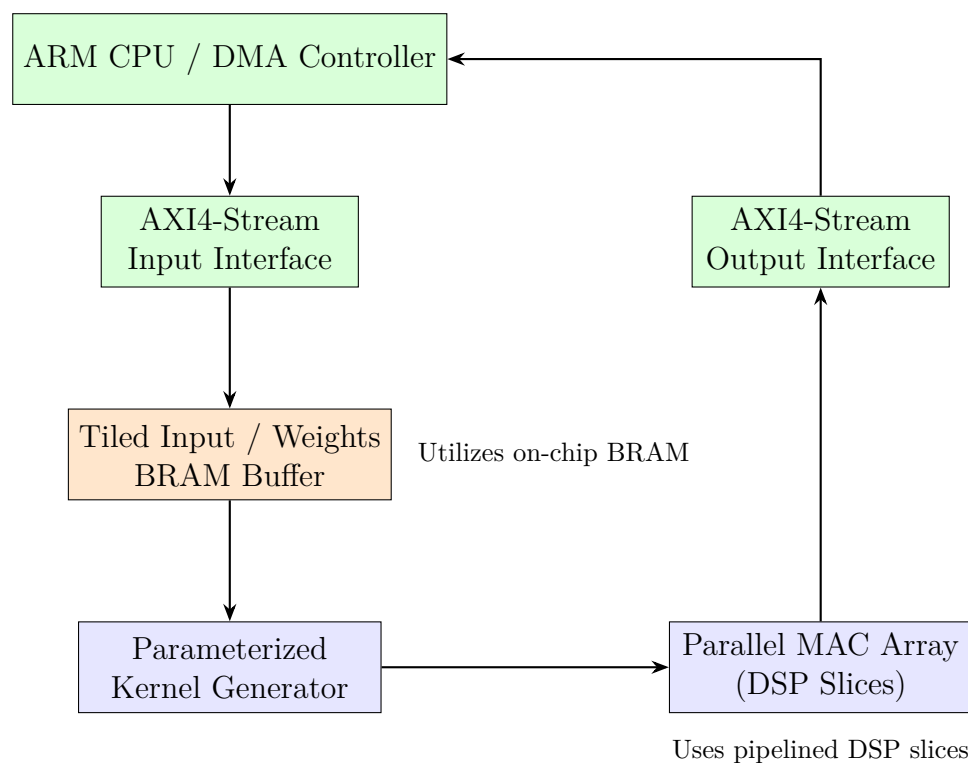 ARM CPU / DMA Controller
AXI4-Stream
Input Interface
AXI4-Stream
Output Interface
Tiled Input / Weights
BRAM Buffer
Utilizes on-chip BRAM
Parameterized
Kernel Generator
Parallel MAC Array
(DSP Slices)
Uses pipelined DSP slices